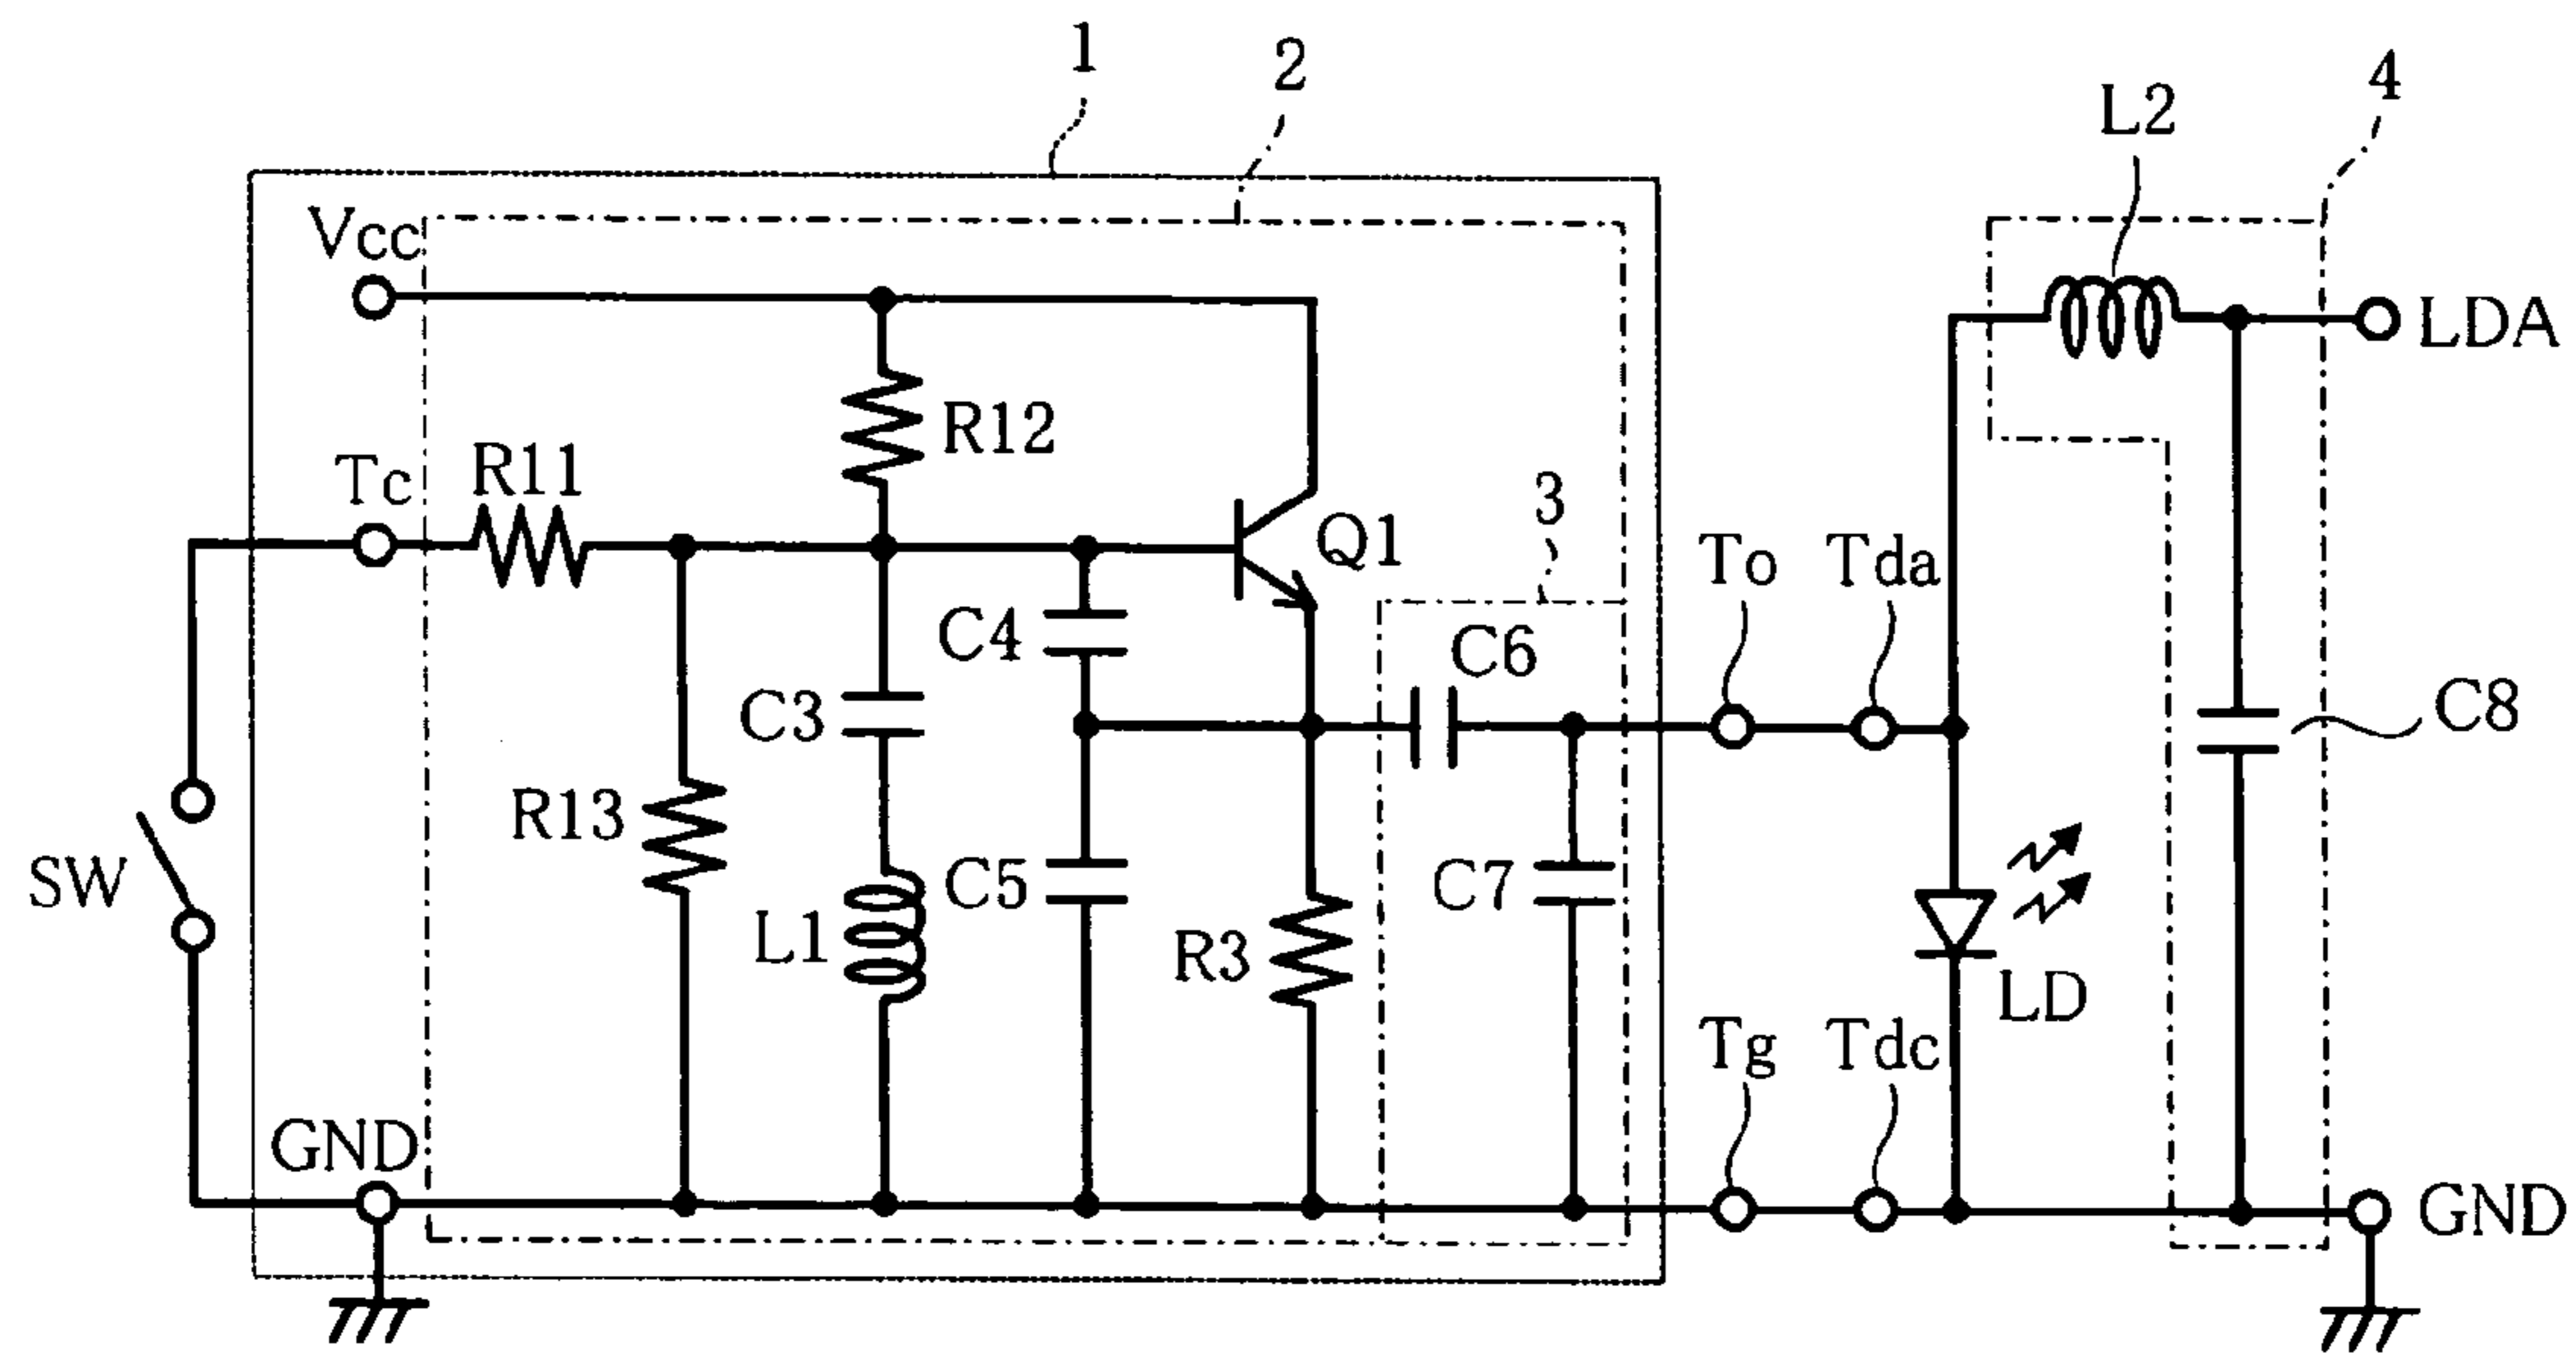 1
2
4
L2
Vcc
LDA
R12
R11
Tc
3
Q1
To
Tda
C4
C6
C3
C8
R13
SW
C5
C7
L1
R3
LD
Tg
Tdc
GND
GND